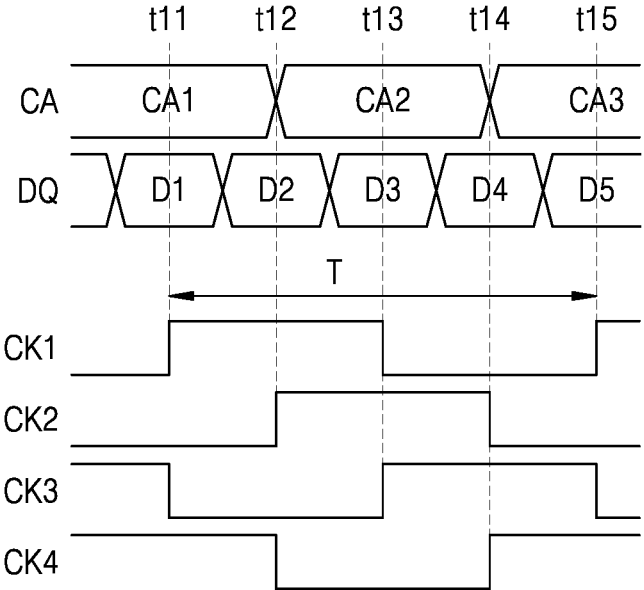 t11 t12 t13 t14 t15
CA CA1 CA2 CA3
DQ D1 D2 D3 D4 D5
T
CK1
CK2
CK3
CK4